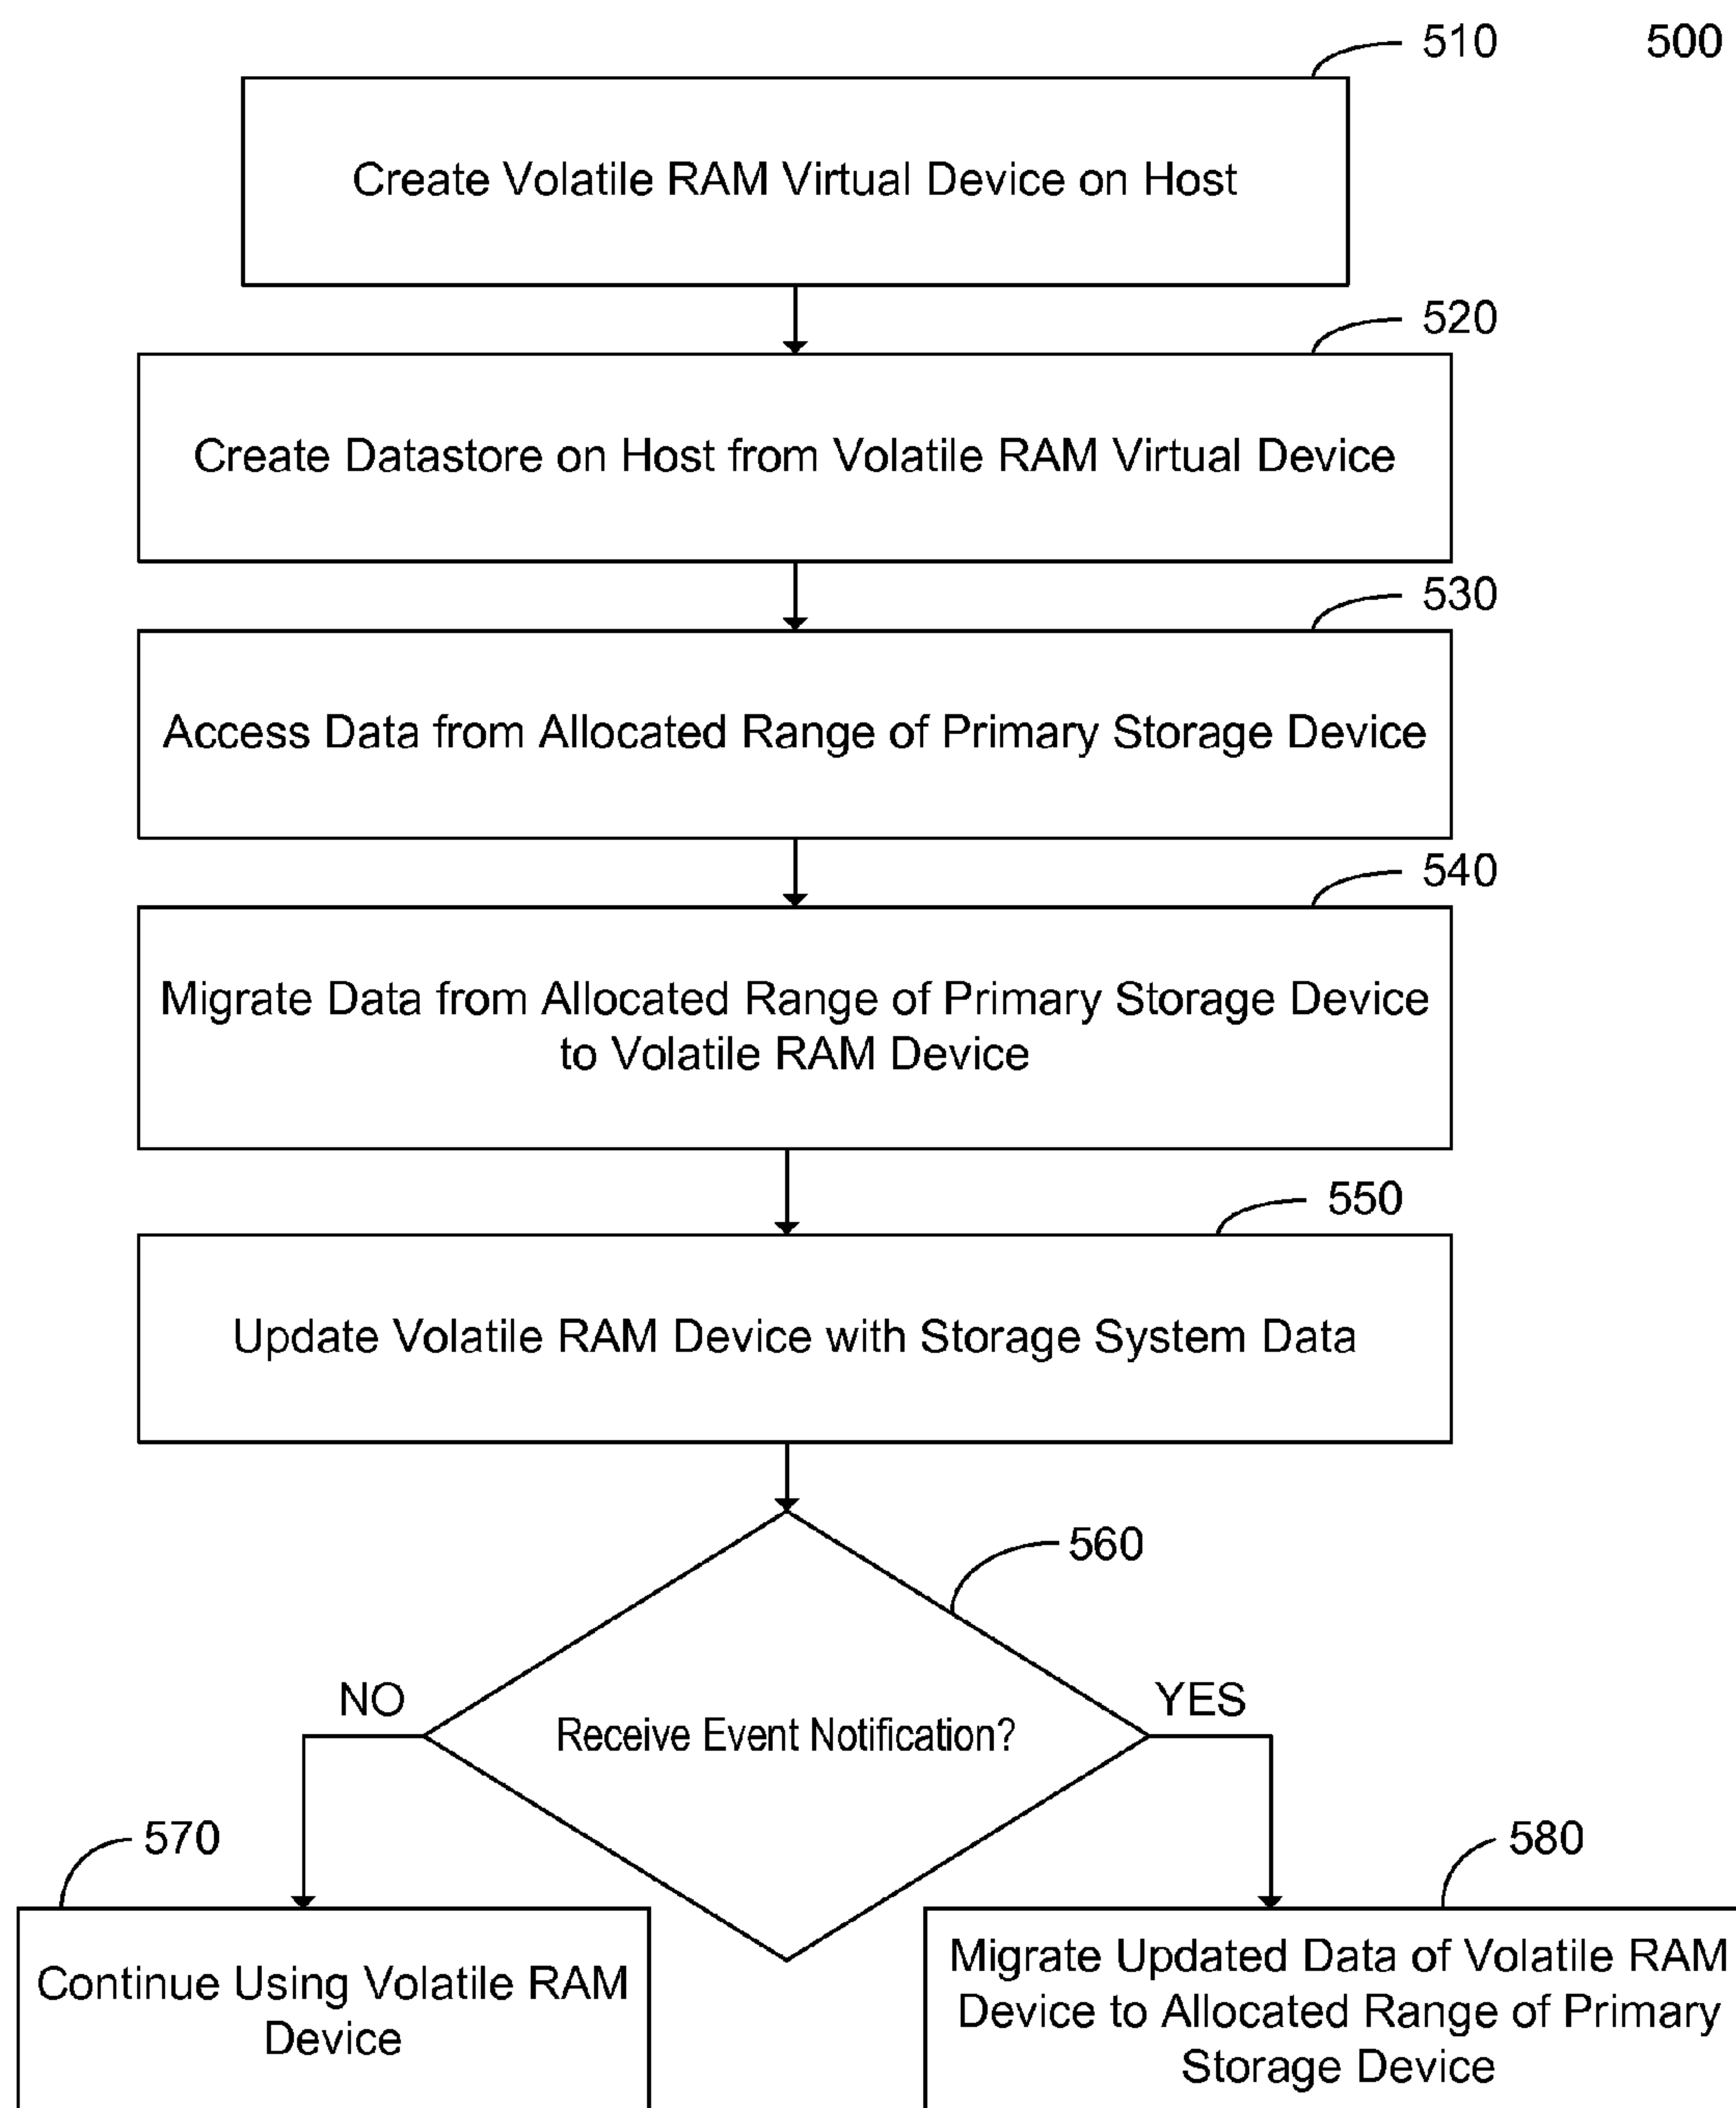 510
500
Create Volatile RAM Virtual Device on Host
520
Create Datastore on Host from Volatile RAM Virtual Device
530
Access Data from Allocated Range of Primary Storage Device
540
Migrate Data from Allocated Range of Primary Storage Device
to Volatile RAM Device
550
Update Volatile RAM Device with Storage System Data
560
NO
YES
Receive Event Notification?
570
580
Continue Using Volatile RAM
Device
Migrate Updated Data of Volatile RAM
Device to Allocated Range of Primary
Storage Device